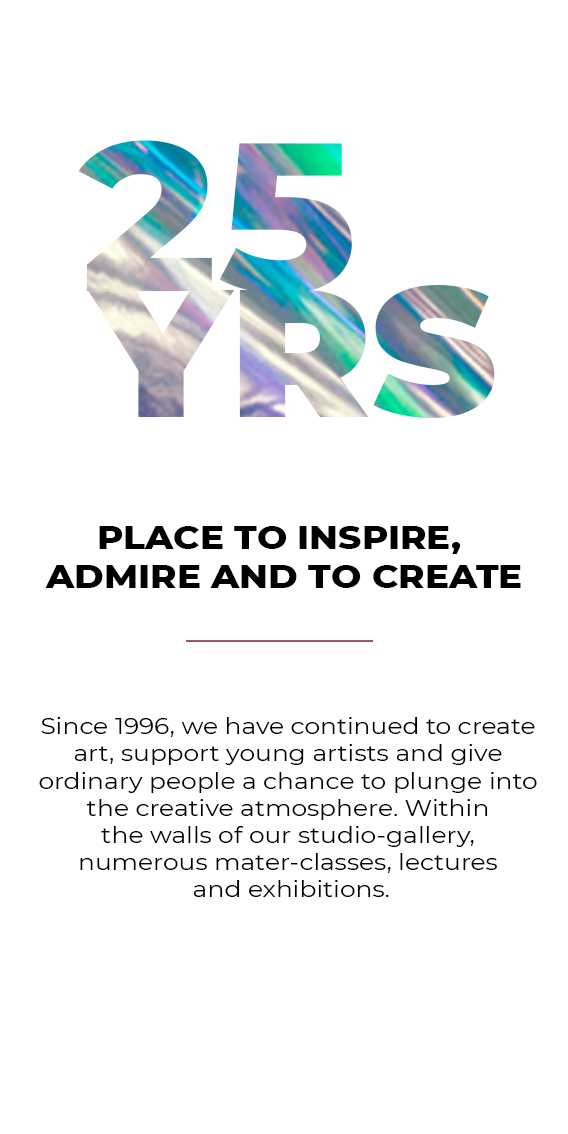 25
YRS
PLACE TO INSPIRE,
ADMIRE AND TO CREATE
Since 1996, we have continued to create
art, support young artists and give
ordinary people a chance to plunge into
the creative atmosphere. Within
the walls of our studio-gallery,
numerous mater-classes, lectures
and exhibitions.